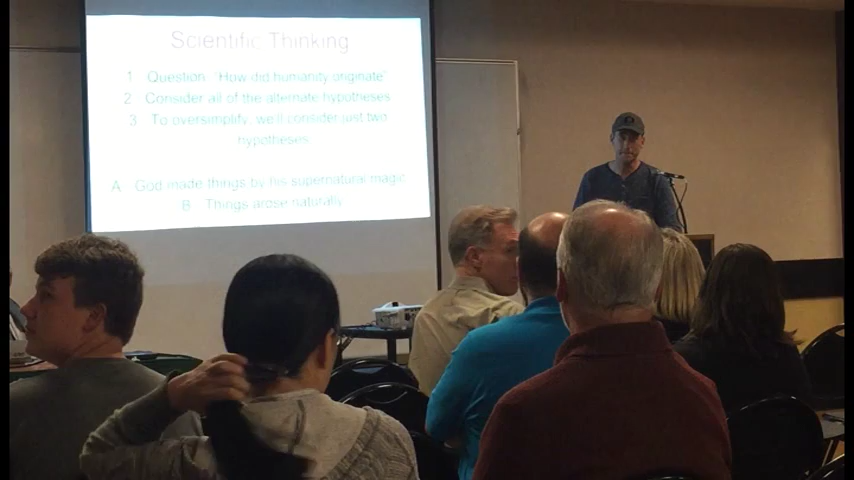 Scientific Thinking
1. Question: "How did humanity originate"
2. Consider all of the alternate hypotheses
3. To oversimplify, we'll consider just two
hypotheses
A. God made things by his supernatural magic
B. Things arose naturally